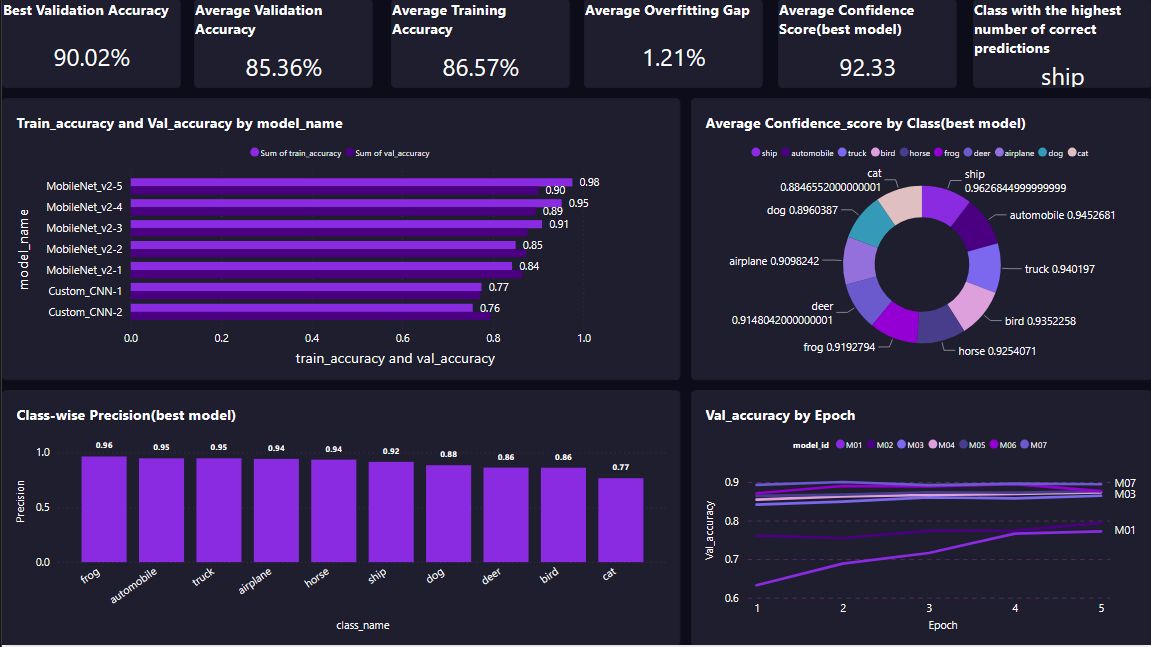 Best Validation Accuracy
90.02%
Average Validation
Accuracy
85.36%
Average Training
Accuracy
86.57%
Average Overfitting Gap
1.21%
Average Confidence
Score(best model)
92.33
Class with the highest
number of correct
predictions
ship
Train_accuracy and Val_accuracy by model_name
Sum of train_accuracy Sum of val_accuracy
model_name
MobileNet_v2-5
0.98
0.90
MobileNet_v2-4
0.95
0.89
MobileNet_v2-3
0.91
MobileNet_v2-2
0.85
MobileNet_v2-1
0.84
Custom_CNN-1
0.77
Custom_CNN-2
0.76
0.0 0.2 0.4 0.6 0.8 1.0
train_accuracy and val_accuracy
Average Confidence_score by Class(best model)
ship automobile truck bird horse frog deer airplane dog cat
ship
0.9626844999999999
automobile 0.9452681
truck 0.940197
bird 0.9352258
horse 0.9254071
frog 0.9192794
deer
0.9148042000000001
airplane 0.9098242
dog 0.8960387
cat
0.8846552000000001
Class-wise Precision(best model)
Precision
1.0
0.5
0.0
0.96 0.95 0.95 0.94 0.94 0.92 0.88 0.86 0.86 0.77
frog automobile truck airplane horse ship dog deer bird cat
class_name
Val_accuracy by Epoch
model_id M01 M02 M03 M04 M05 M06 M07
Val_accuracy
0.9
0.8
0.7
0.6
M07
M03
M01
1 2 3 4 5
Epoch